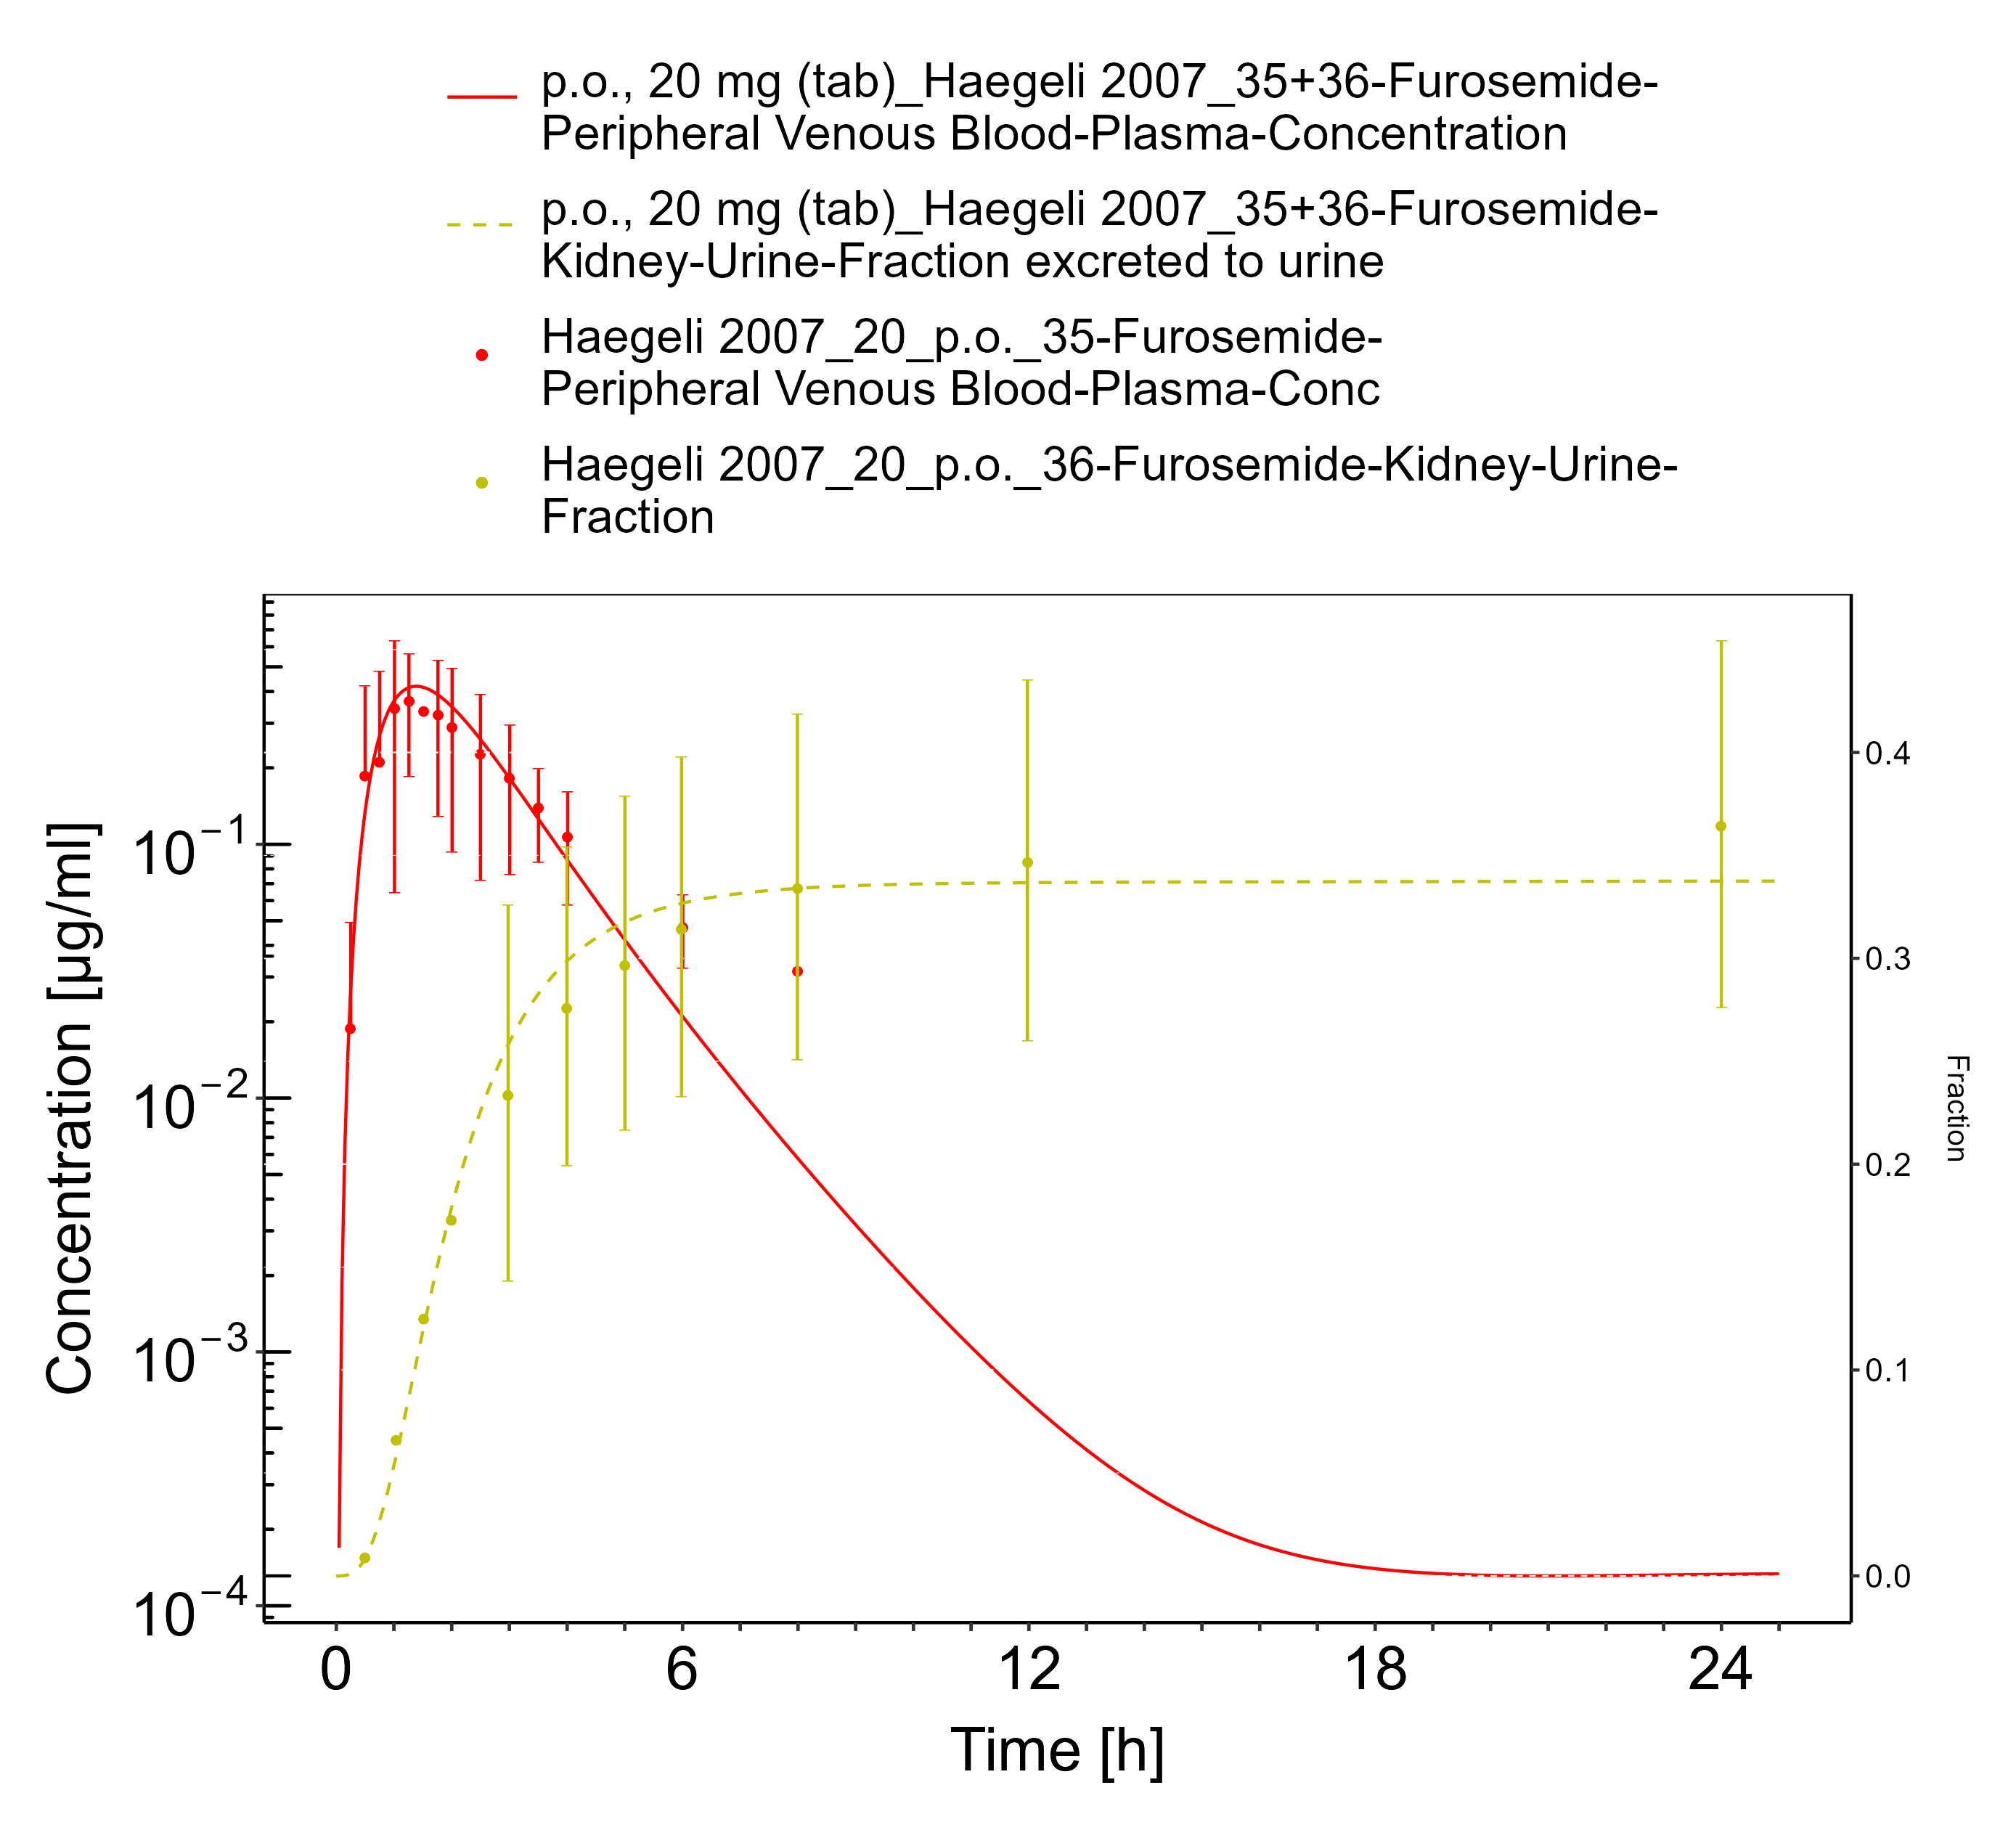 p.o., 20 mg (tab)_Haegeli 2007_35+36-Furosemide-
Peripheral Venous Blood-Plasma-Concentration
p.o., 20 mg (tab)_Haegeli 2007_35+36-Furosemide-
Kidney-Urine-Fraction excreted to urine
Haegeli 2007_20_p.o._35-Furosemide-
Peripheral Venous Blood-Plasma-Conc
Haegeli 2007_20_p.o._36-Furosemide-Kidney-Urine-
Fraction
Concentration [µg/ml]
10⁻¹
10⁻²
10⁻³
10⁻⁴
0.4
0.3
0.2
0.1
0.0
Fraction
0 6 12 18 24
Time [h]